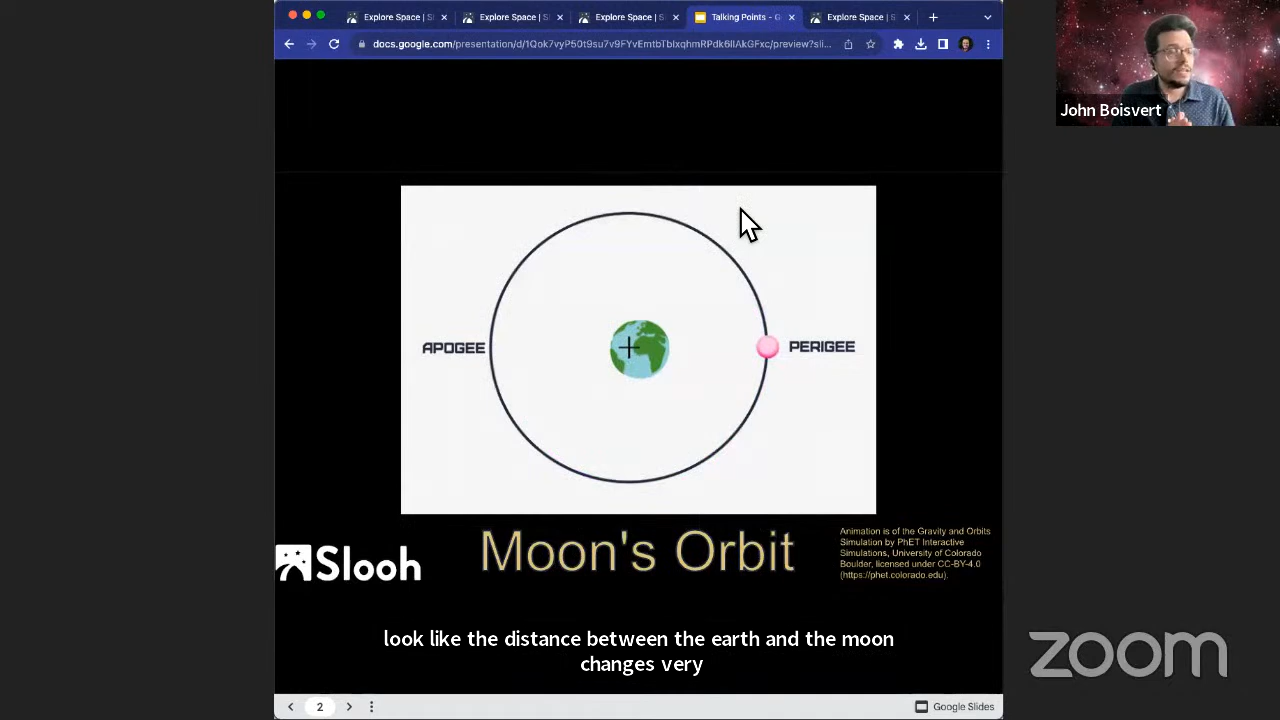 Explore Space | S
Explore Space | S
Explore Space | S
Talking Points - G
Explore Space | S
John Boisvert
APOGEE
PERIGEE
Slooh
Moon's Orbit
Animation is of the Gravity and Orbits
Simulation by PhET Interactive
Simulations, University of Colorado
Boulder, licensed under CC-BY-4.0
(https://phet.colorado.edu).
look like the distance between the earth and the moon
changes very
zoom
2
Google Slides